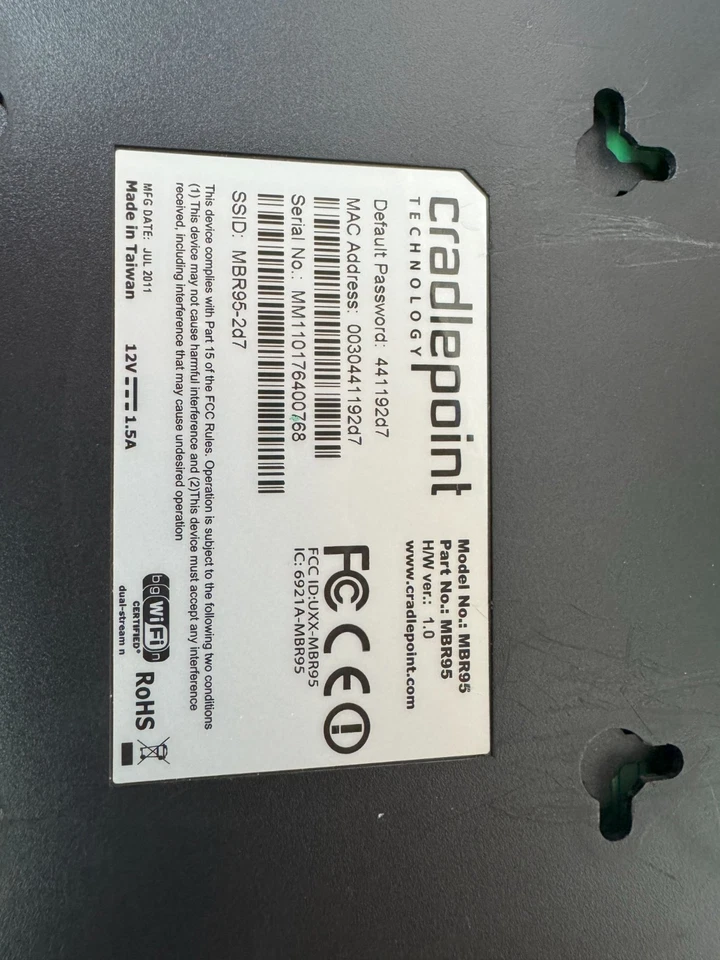 cradlepoint
TECHNOLOGY
Model No.: MBR95
Part No.: MBR95
H/W ver.: 1.0
www.cradlepoint.com
Default Password: 441192d7
MAC Address: 0030441192d7
Serial No.: MM110176400768
SSID: MBR95-2d7
FC CE
FCC ID:UXX-MBR95
IC: 6921A-MBR95
This device complies with Part 15 of the FCC Rules. Operation is subject to the following two conditions
(1) This device may not cause harmful interference and (2)This device must accept any interference
received, including interference that may cause undesired operation
MFG DATE: JUL 2011
Made in Taiwan
12V 1.5A
b g WiFi n
CERTIFIED®
dual-stream n
RoHS